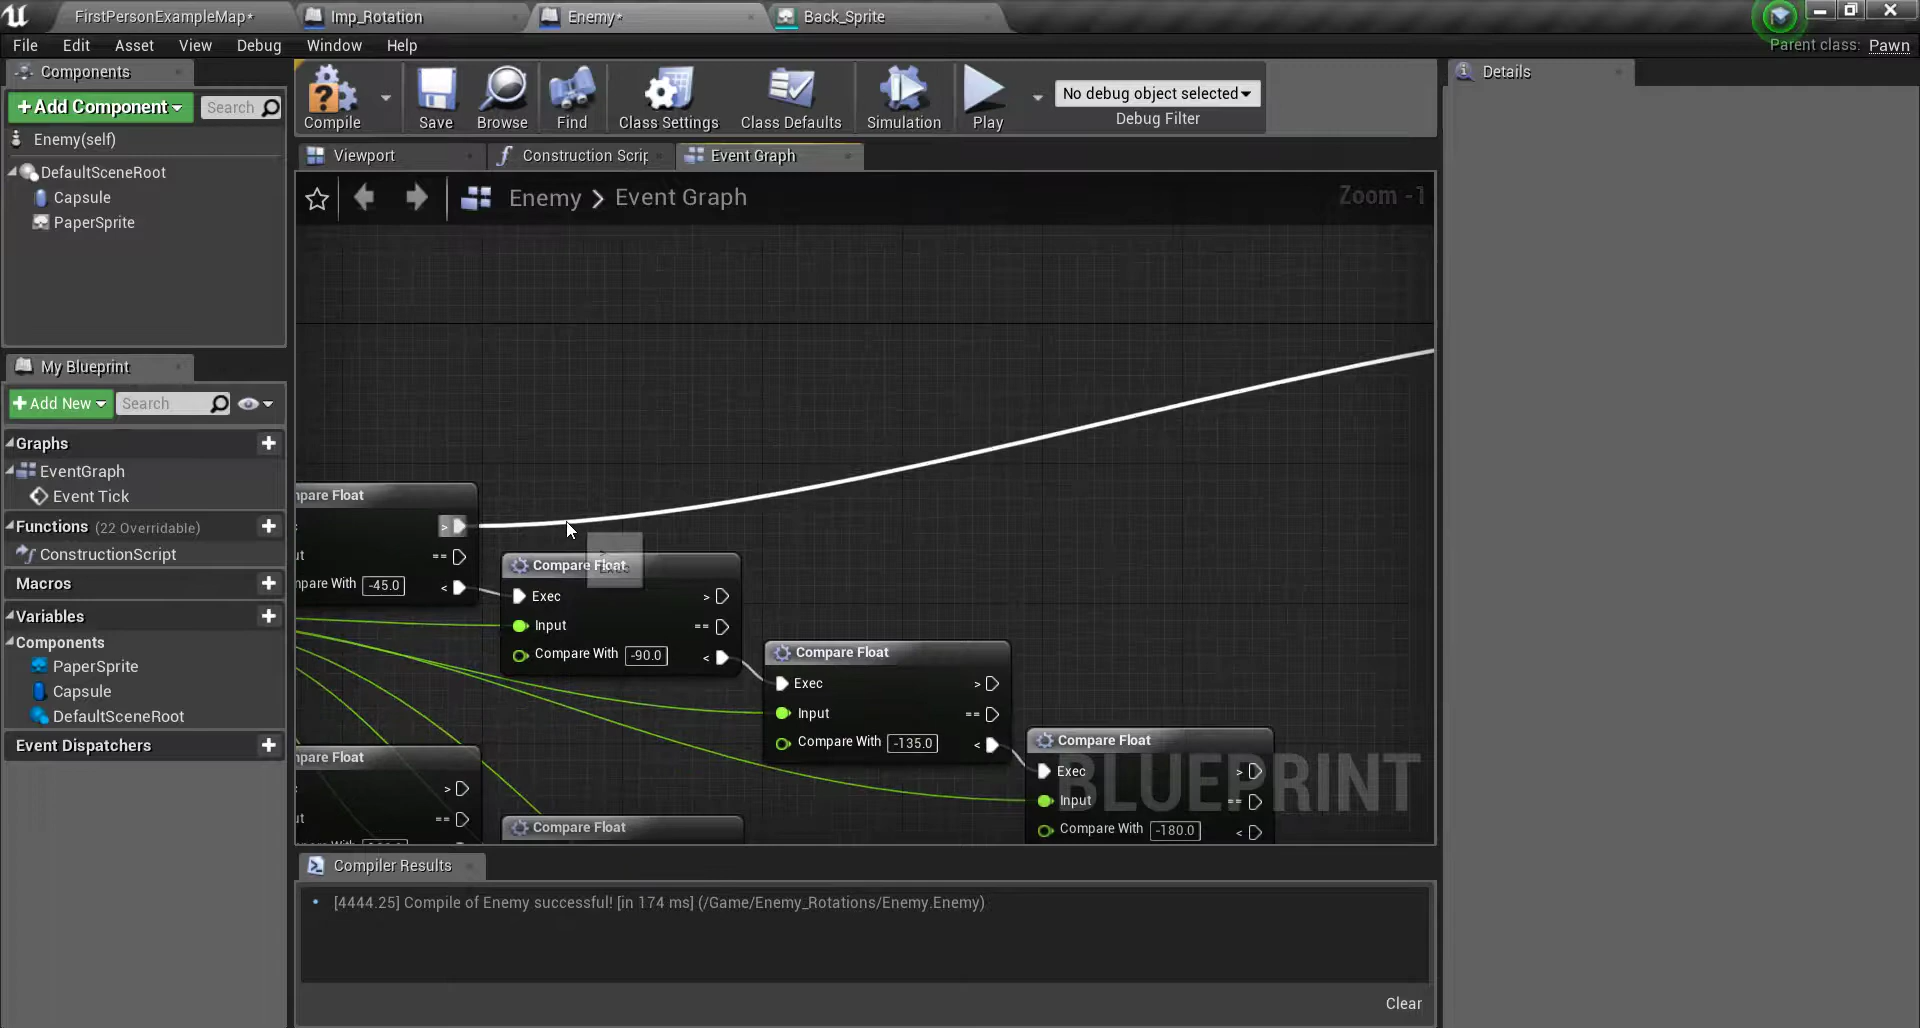 FirstPersonExampleMap*
Imp_Rotation
Enemy*
Back_Sprite
File Edit Asset View Debug Window Help
Parent class: Pawn
Components
+Add Component
Search
Enemy(self)
DefaultSceneRoot
Capsule
PaperSprite
Compile
Save
Browse
Find
Class Settings
Class Defaults
Simulation
Play
No debug object selected
Debug Filter
Details
Viewport
Construction Scrip
Event Graph
Enemy > Event Graph
Zoom -1
My Blueprint
+Add New
Search
Graphs
EventGraph
Event Tick
Functions (22 Overridable)
ConstructionScript
Macros
Variables
Components
PaperSprite
Capsule
DefaultSceneRoot
Event Dispatchers
npare Float
>
ut ==
npare With -45.0 <
Compare Float
Exec >
Input ==
Compare With -90.0 <
Compare Float
Exec >
Input ==
Compare With -135.0 <
Compare Float
Exec >
Input ==
Compare With -180.0 <
npare Float
>
ut ==
Compare Float
BLUEPRINT
Compiler Results
[4444.25] Compile of Enemy successful! [in 174 ms] (/Game/Enemy_Rotations/Enemy.Enemy)
Clear